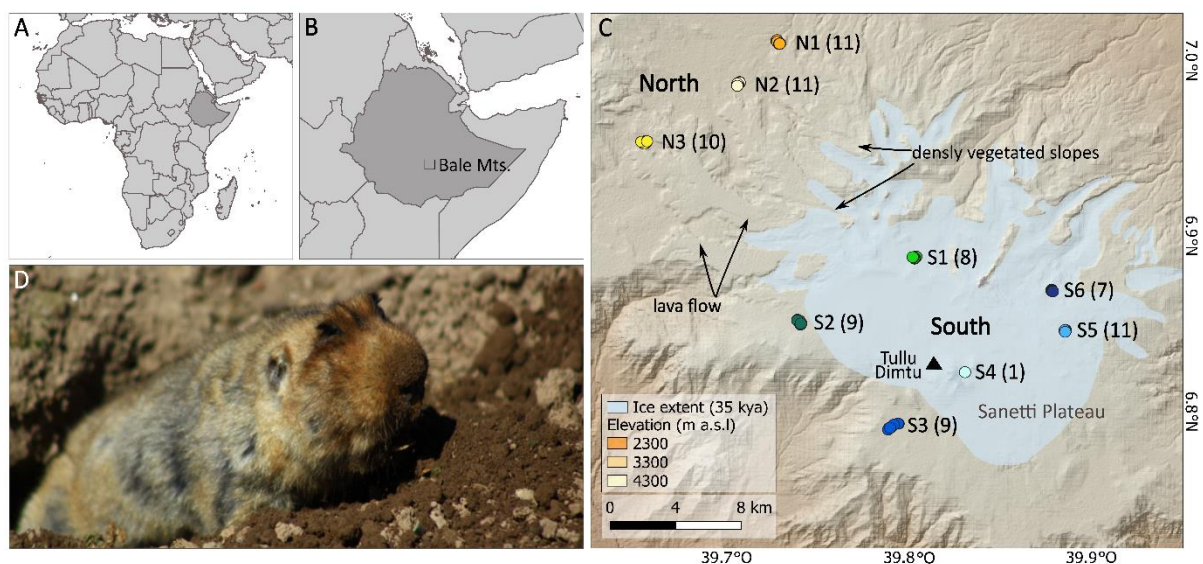 A
B
Bale Mts.
C
N1 (11)
North
N2 (11)
N3 (10)
densly vegetated slopes
lava flow
S1 (8)
S6 (7)
S2 (9)
South
S5 (11)
Tullu
Dimtu
S4 (1)
Sanetti Plateau
S3 (9)
Ice extent (35 kya)
Elevation (m a.s.l)
2300
3300
4300
0 4 8 km
7.0°N
6.9°N
6.8°N
39.7°E
39.8°E
39.9°E
D